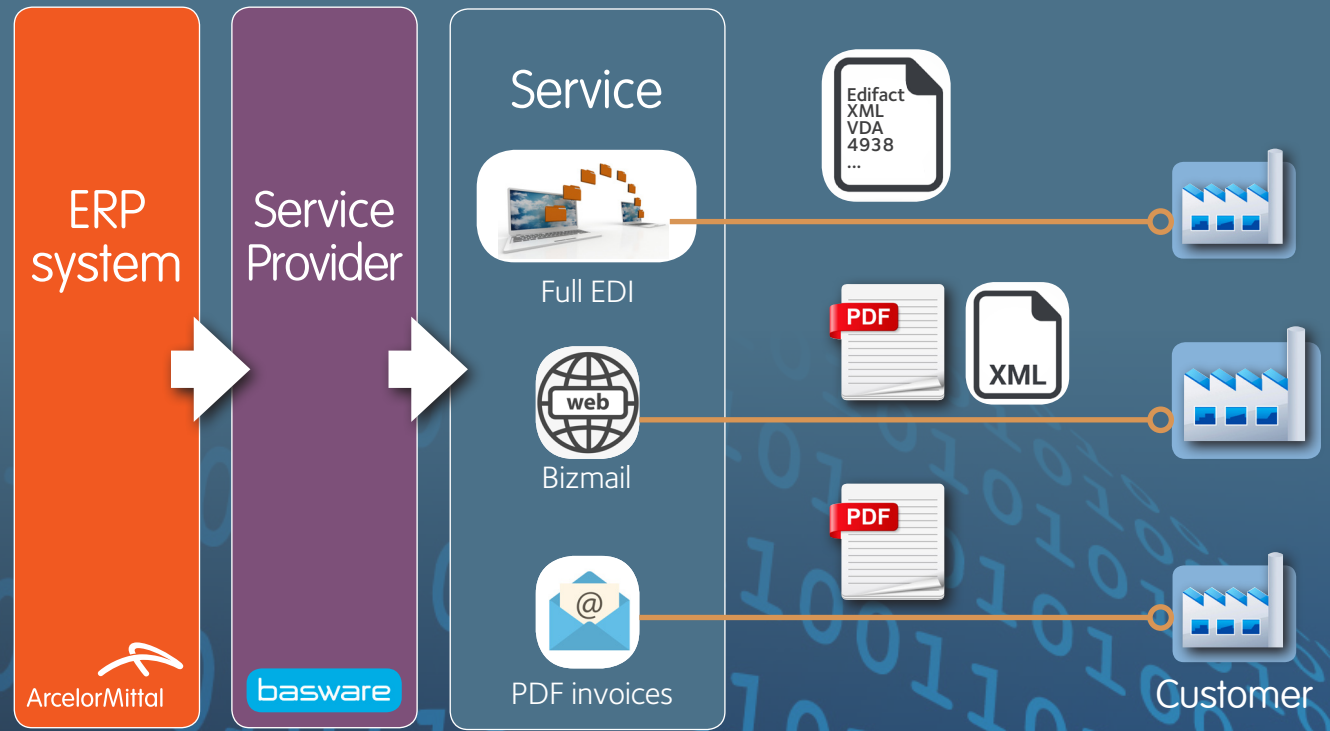 ERP
system
ArcelorMittal
Service
Provider
basware
Service
Full EDI
web
Bizmail
@
PDF invoices
Edifact
XML
VDA
4938
...
PDF
XML
PDF
Customer